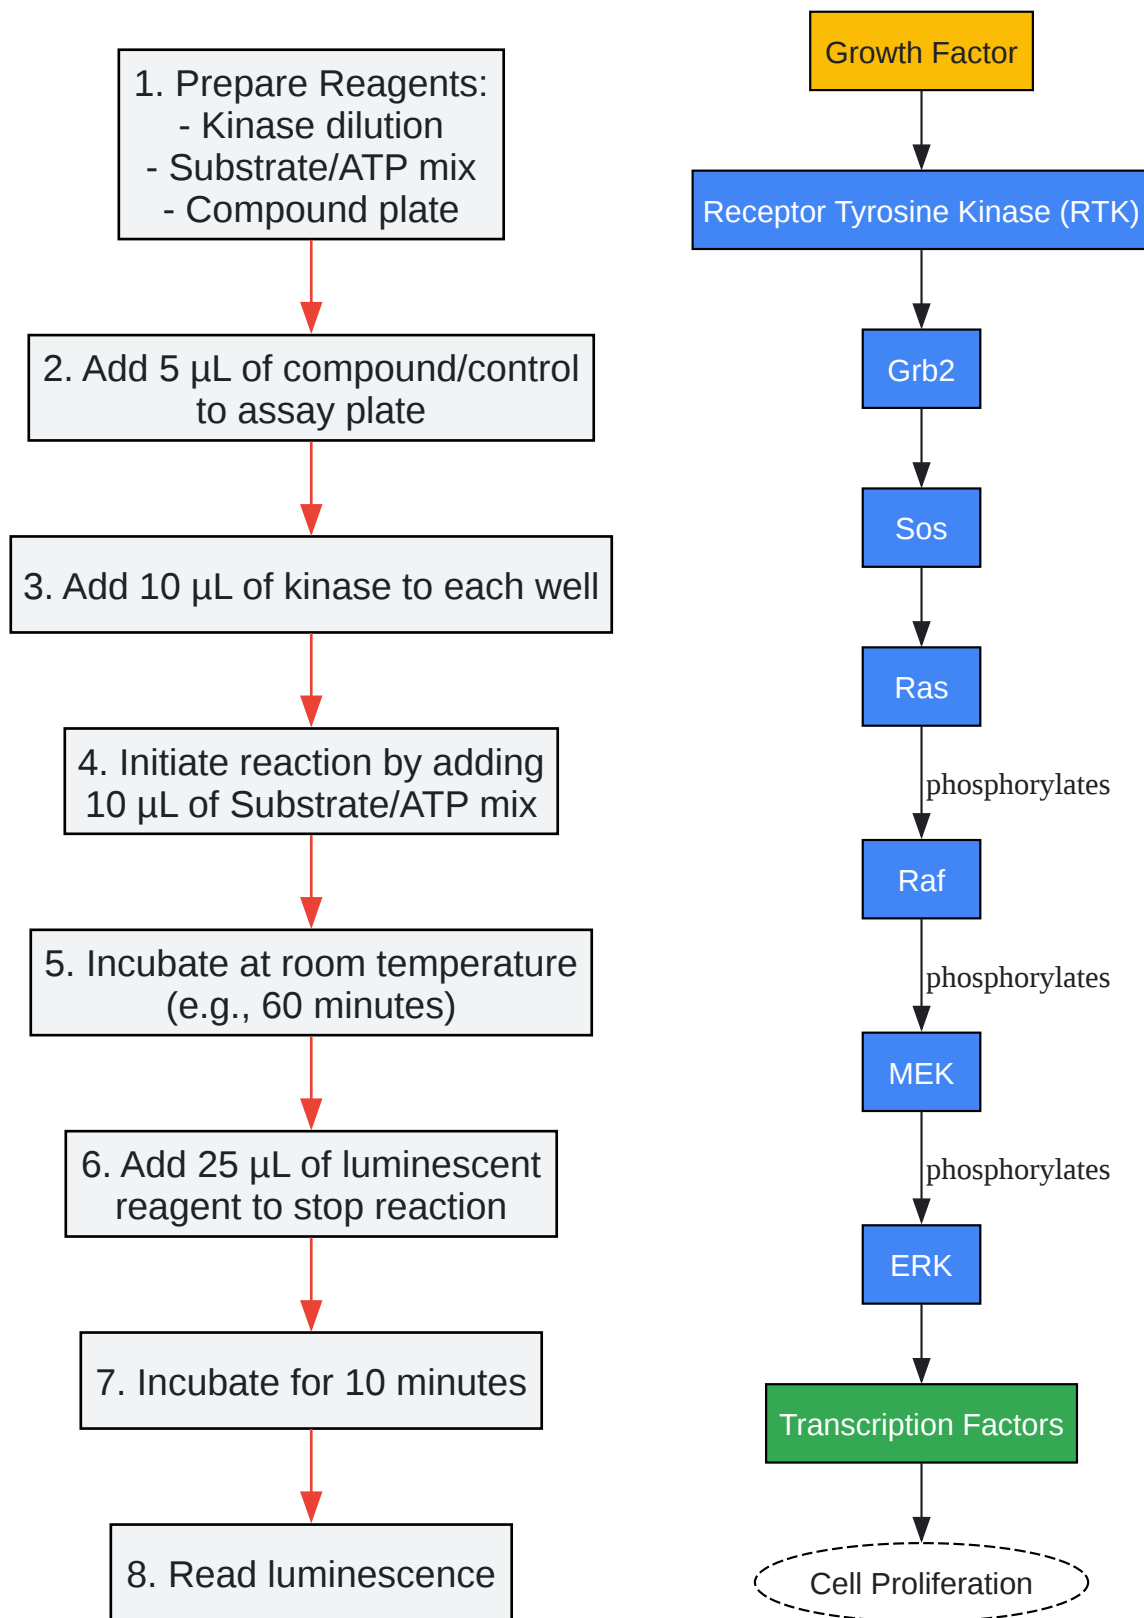 1. Prepare Reagents:
- Kinase dilution
- Substrate/ATP mix
- Compound plate
2. Add 5 µL of compound/control
to assay plate
3. Add 10 µL of kinase to each well
4. Initiate reaction by adding
10 µL of Substrate/ATP mix
5. Incubate at room temperature
(e.g., 60 minutes)
6. Add 25 µL of luminescent
reagent to stop reaction
7. Incubate for 10 minutes
8. Read luminescence
Growth Factor
Receptor Tyrosine Kinase (RTK)
Grb2
Sos
Ras
phosphorylates
Raf
phosphorylates
MEK
phosphorylates
ERK
Transcription Factors
Cell Proliferation